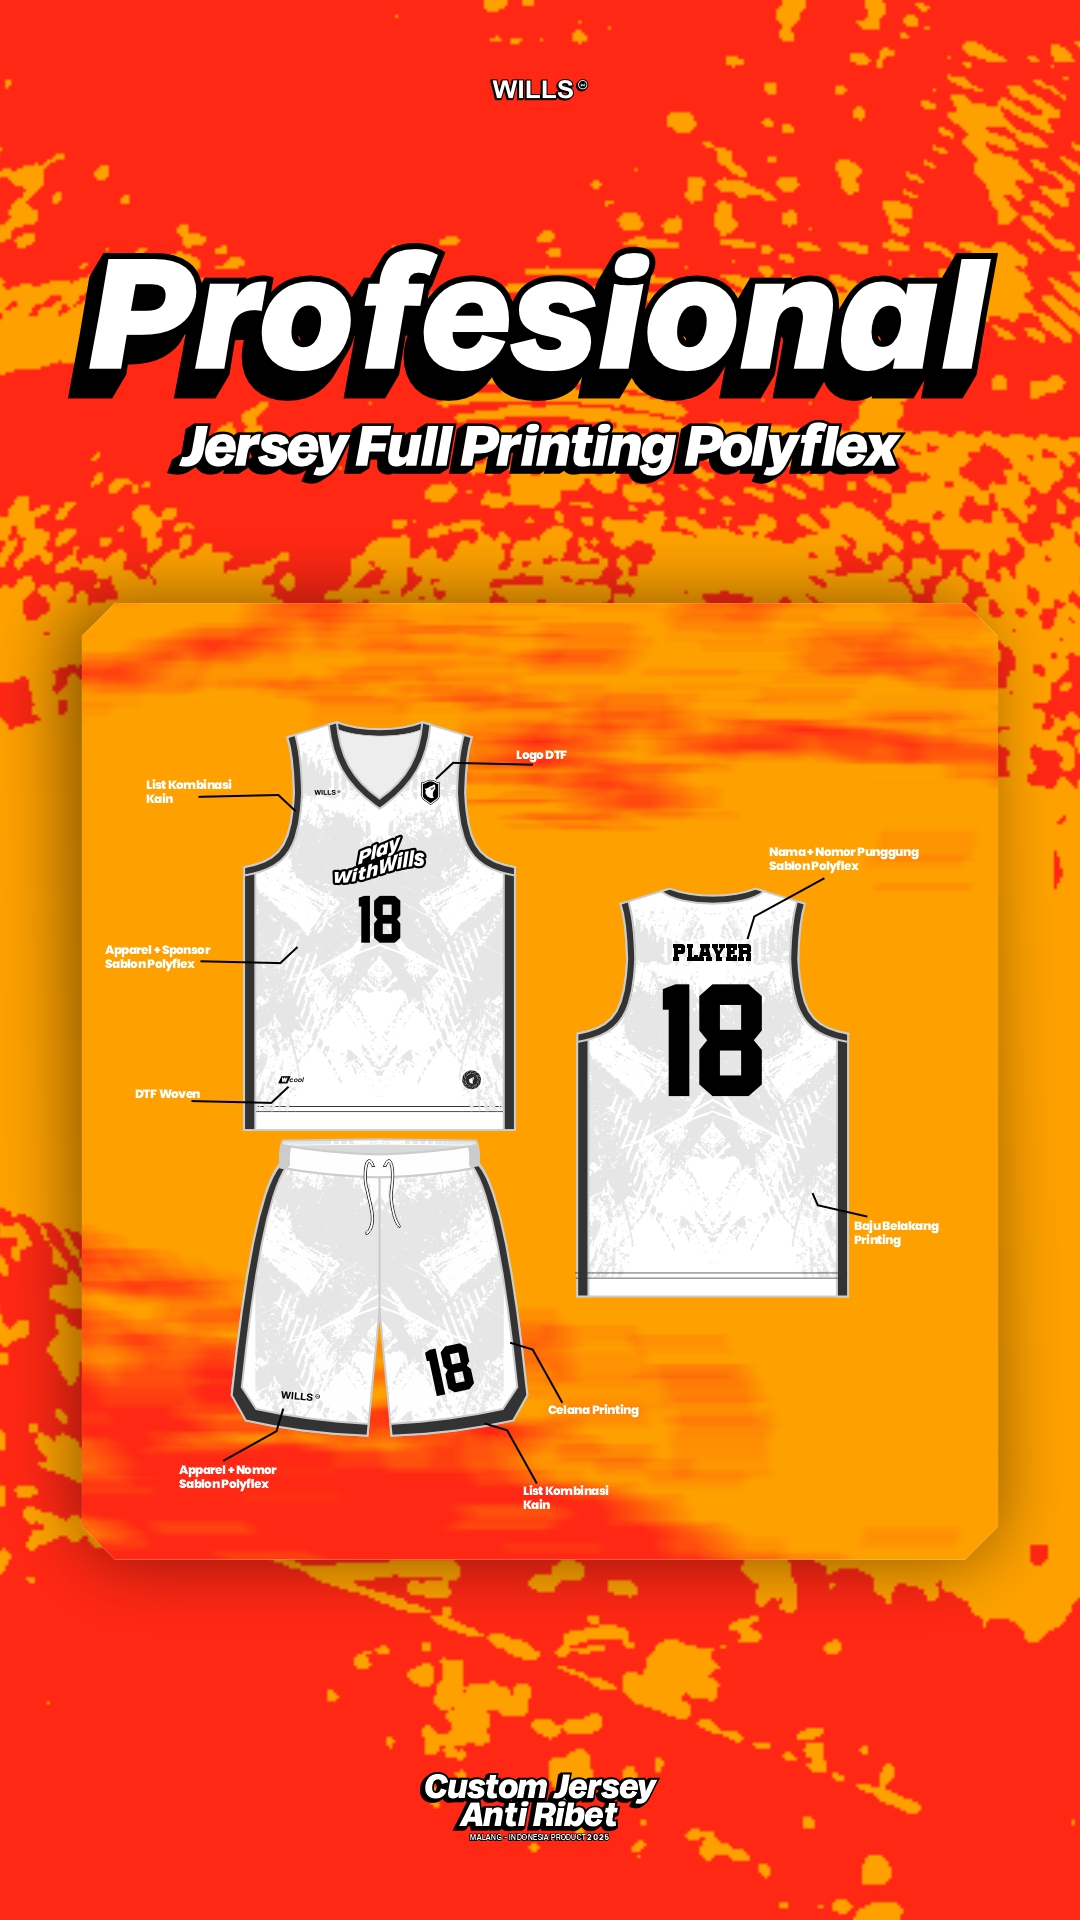 WILLS
Profesional
Jersey Full Printing Polyflex
Logo DTF
List Kombinasi
Kain
WILLS
Play
withWills
18
Nama + Nomor Punggung
Sablon Polyflex
Apparel + Sponsor
Sablon Polyflex
PLAYER
18
W cool
DTF Woven
Baju Belakang
Printing
18
WILLS
Celana Printing
Apparel + Nomor
Sablon Polyflex
List Kombinasi
Kain
Custom Jersey
Anti Ribet
MALANG - INDONESIA PRODUCT 2025